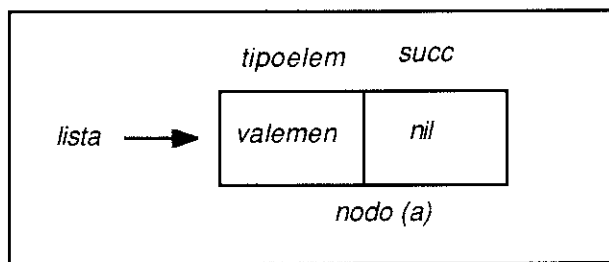 tipoelem succ
lista valemen nil
nodo (a)